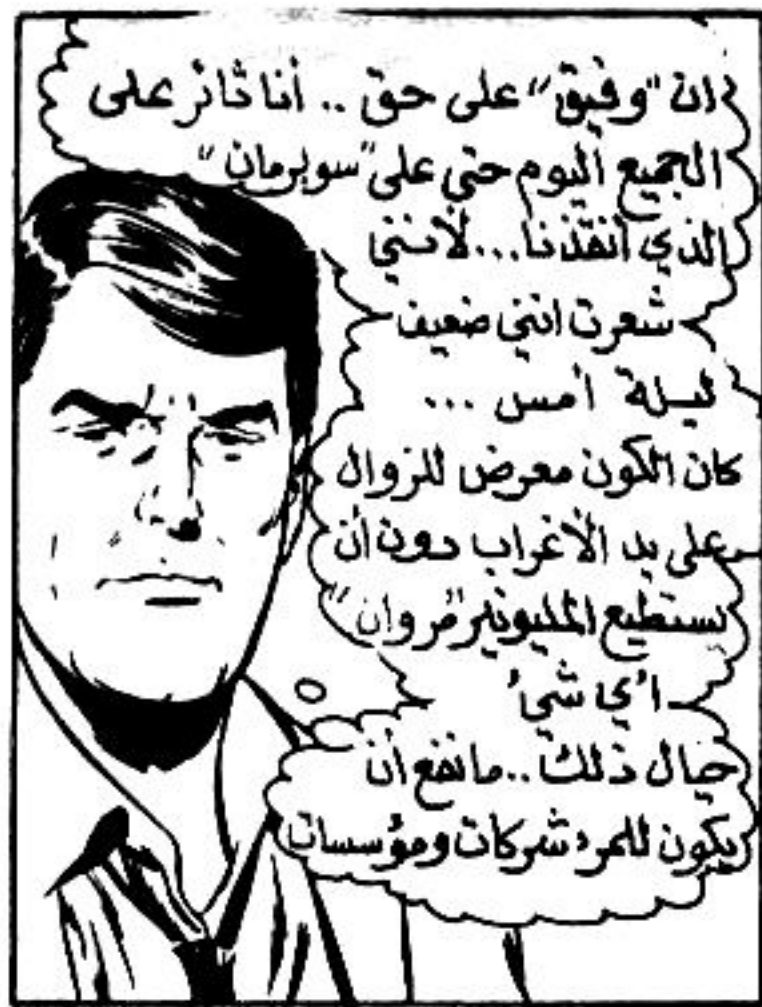 ان "وفيق" على حق .. أنا ثائر على
الجميع أليوم حتى على "سوبرمان"
الذي أنقذنا... لأنني
شعرت انني ضعيف
ليلة أمس ...
كان الكون معرض للزوال
على يد الأغراب دون أن
يستطيع المليونير "مروان"
أي شيء
حيال ذلك .. ما نفع أن
يكون للمرء شركات ومؤسسات